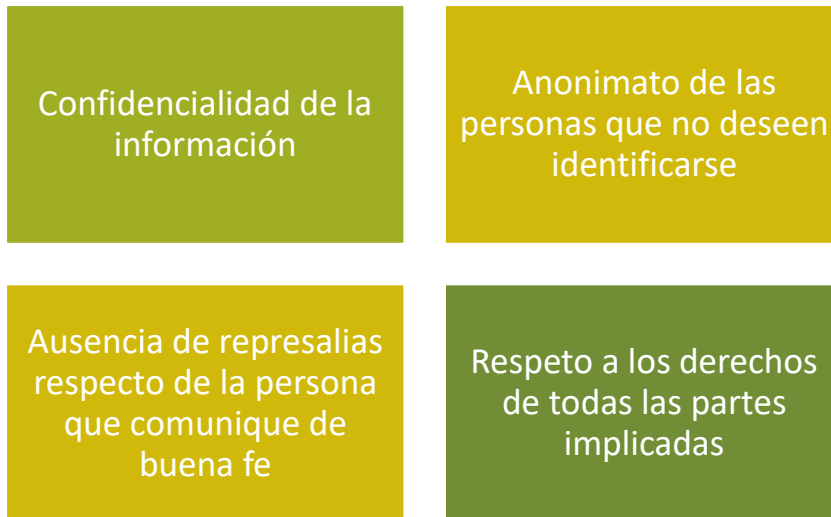 Confidencialidad de la
información
Anonimato de las
personas que no deseen
identificarse
Ausencia de represalias
respecto de la persona
que comunique de
buena fe
Respeto a los derechos
de todas las partes
implicadas